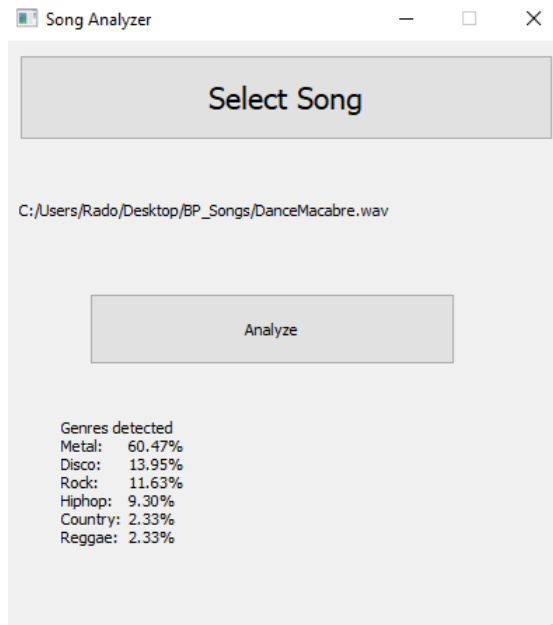 Song Analyzer
Select Song
C:/Users/Rado/Desktop/BP_Songs/DanceMacabre.wav
Analyze
Genres detected
Metal: 60.47%
Disco: 13.95%
Rock: 11.63%
Hiphop: 9.30%
Country: 2.33%
Reggae: 2.33%